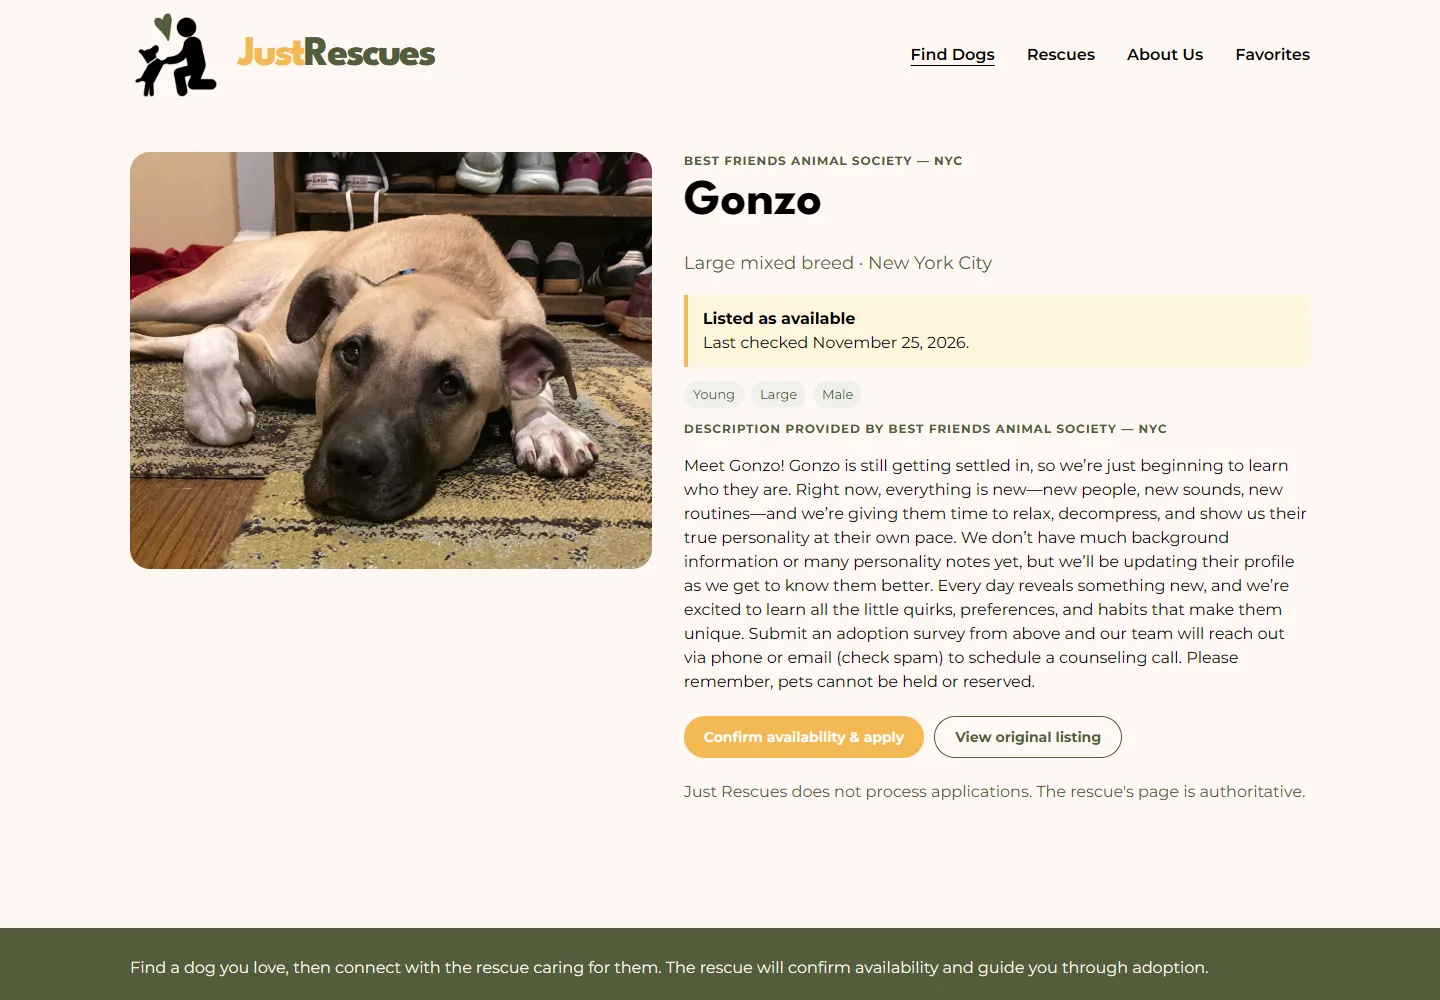 JustRescues
Find Dogs
Rescues
About Us
Favorites
BEST FRIENDS ANIMAL SOCIETY — NYC
Gonzo
Large mixed breed · New York City
Listed as available
Last checked November 25, 2026.
Young
Large
Male
DESCRIPTION PROVIDED BY BEST FRIENDS ANIMAL SOCIETY — NYC
Meet Gonzo! Gonzo is still getting settled in, so we’re just beginning to learn
who they are. Right now, everything is new—new people, new sounds, new
routines—and we’re giving them time to relax, decompress, and show us their
true personality at their own pace. We don’t have much background
information or many personality notes yet, but we’ll be updating their profile
as we get to know them better. Every day reveals something new, and we’re
excited to learn all the little quirks, preferences, and habits that make them
unique. Submit an adoption survey from above and our team will reach out
via phone or email (check spam) to schedule a counseling call. Please
remember, pets cannot be held or reserved.
Confirm availability & apply
View original listing
Just Rescues does not process applications. The rescue's page is authoritative.
Find a dog you love, then connect with the rescue caring for them. The rescue will confirm availability and guide you through adoption.